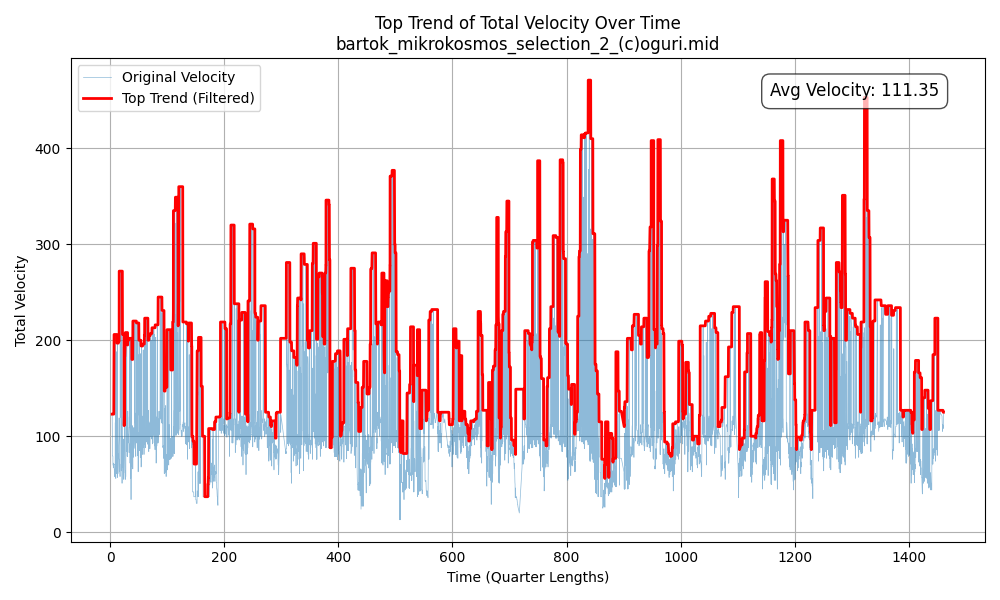 Top Trend of Total Velocity Over Time
bartok_mikrokosmos_selection_2_(c)oguri.mid
Original Velocity
Top Trend (Filtered)
Avg Velocity: 111.35
Total Velocity
400
300
200
100
0
0 200 400 600 800 1000 1200 1400
Time (Quarter Lengths)